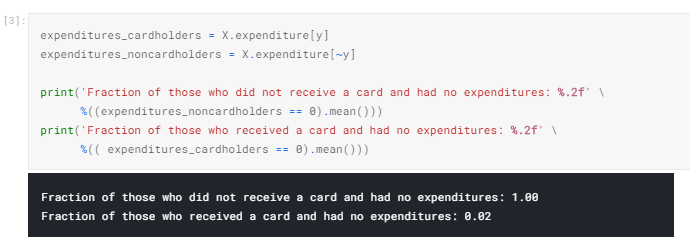 [3]:
expenditures_cardholders = X.expenditure[y]
expenditures_noncardholders = X.expenditure[~y]
print('Fraction of those who did not receive a card and had no expenditures: %.2f' \
%((expenditures_noncardholders == 0).mean()))
print('Fraction of those who received a card and had no expenditures: %.2f' \
%(( expenditures_cardholders == 0).mean()))
Fraction of those who did not receive a card and had no expenditures: 1.00
Fraction of those who received a card and had no expenditures: 0.02